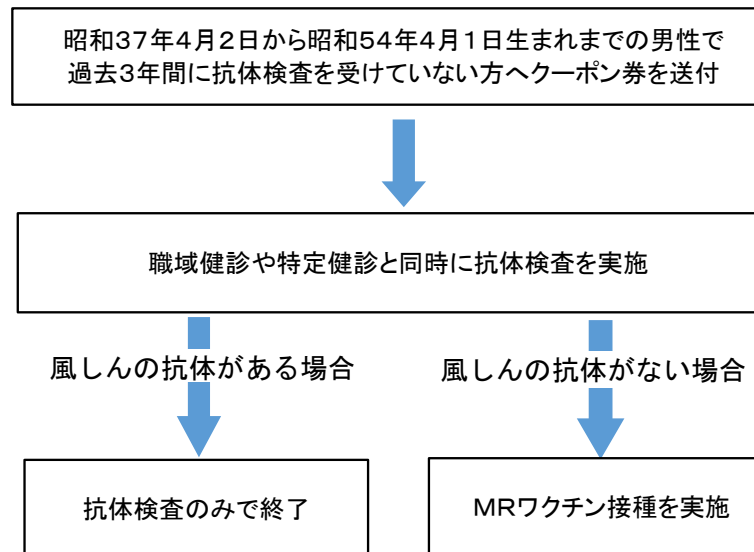 昭和37年4月2日から昭和54年4月1日生まれまでの男性で
過去3年間に抗体検査を受けていない方へクーポン券を送付
職域健診や特定健診と同時に抗体検査を実施
風しんの抗体がある場合
風しんの抗体がない場合
抗体検査のみで終了
MRワクチン接種を実施